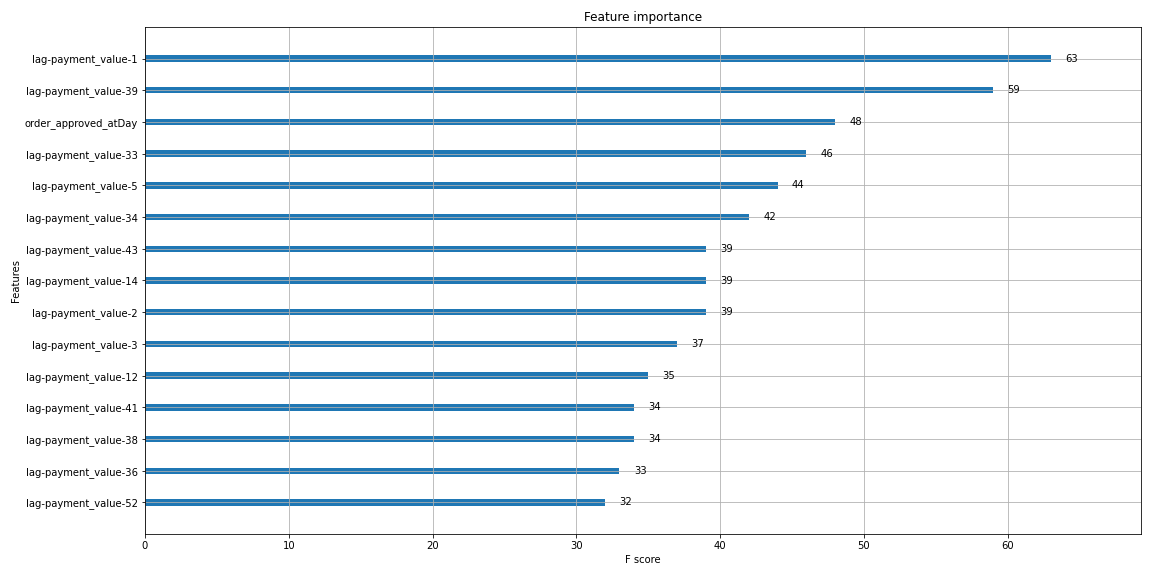 Feature importance
lag-payment_value-1 63
lag-payment_value-39 59
order_approved_atDay 48
lag-payment_value-33 46
lag-payment_value-5 44
lag-payment_value-34 42
lag-payment_value-43 39
lag-payment_value-14 39
lag-payment_value-2 39
lag-payment_value-3 37
lag-payment_value-12 35
lag-payment_value-41 34
lag-payment_value-38 34
lag-payment_value-36 33
lag-payment_value-52 32
Features
0 10 20 30 40 50 60
F score